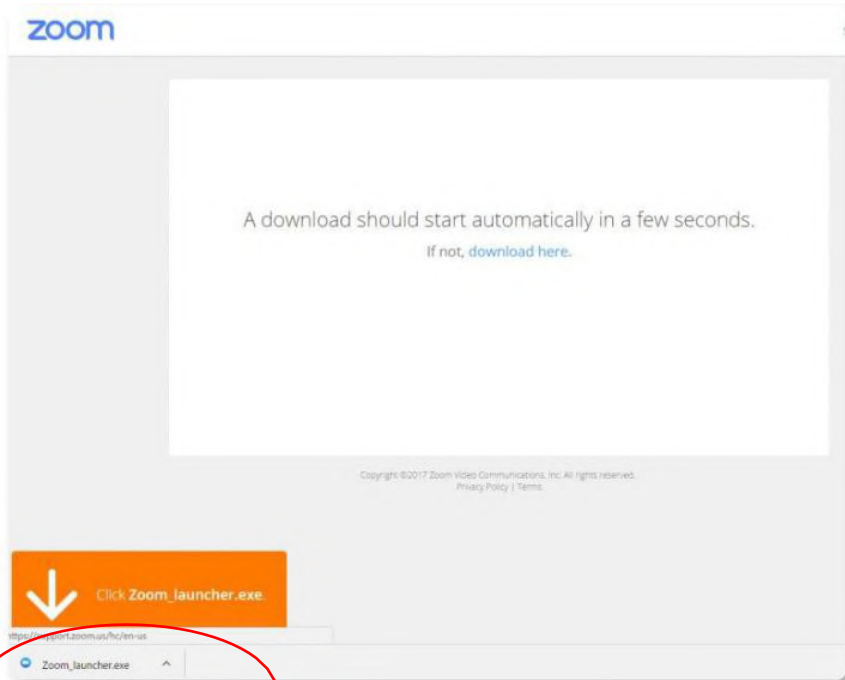 zoom
A download should start automatically in a few seconds.
If not, download here.
Copyright ©2017 Zoom Video Communications, Inc. All rights reserved.
Privacy Policy | Terms
Click Zoom_launcher.exe.
https://support.zoom.us/hc/en-us
Zoom_launcher.exe